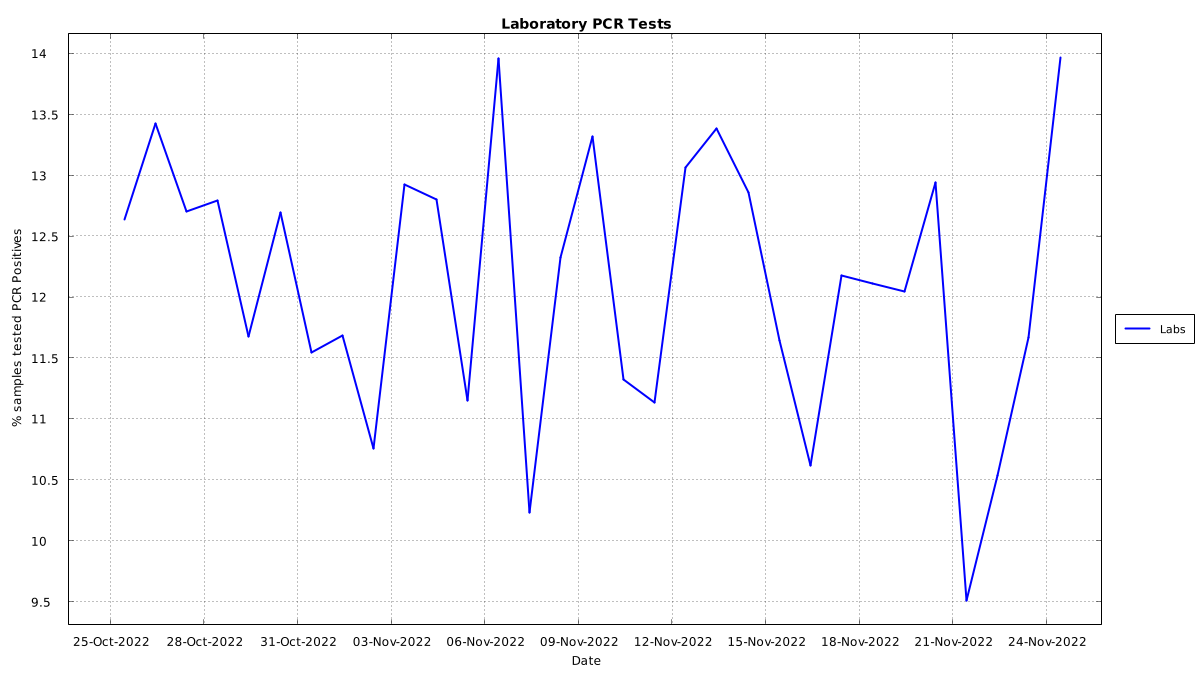 Laboratory PCR Tests
% samples tested PCR Positives
14
13.5
13
12.5
12
11.5
11
10.5
10
9.5
25-Oct-2022 28-Oct-2022 31-Oct-2022 03-Nov-2022 06-Nov-2022 09-Nov-2022 12-Nov-2022 15-Nov-2022 18-Nov-2022 21-Nov-2022 24-Nov-2022
Date
Labs